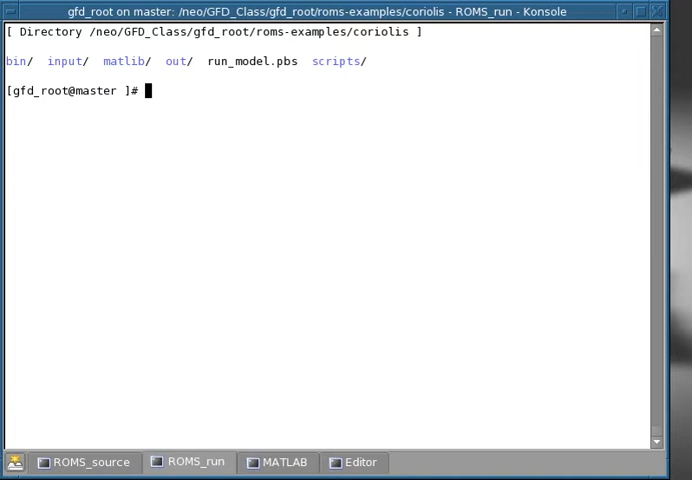 gfd_root on master: /neo/GFD_Class/gfd_root/roms-examples/coriolis - ROMS_run - Konsole
[ Directory /neo/GFD_Class/gfd_root/roms-examples/coriolis ]
bin/ input/ matlib/ out/ run_model.pbs scripts/
[gfd_root@master ]#
ROMS_source ROMS_run MATLAB Editor